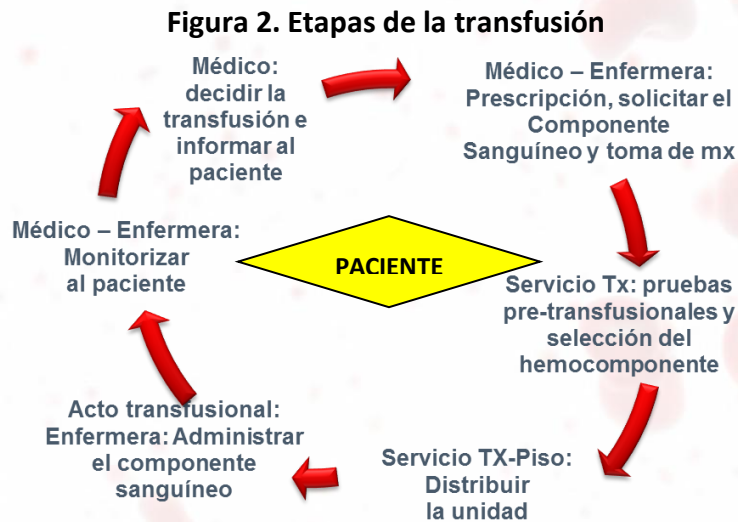 Figura 2. Etapas de la transfusión
Médico:
decidir la
transfusión e
informar al
paciente
Médico – Enfermera:
Prescripción, solicitar el
Componente
Sanguíneo y toma de mx
Servicio Tx: pruebas
pre-transfusionales y
selección del
hemocomponente
Servicio TX-Piso:
Distribuir
la unidad
Acto transfusional:
Enfermera: Administrar
el componente
sanguíneo
Médico – Enfermera:
Monitorizar
al paciente
PACIENTE